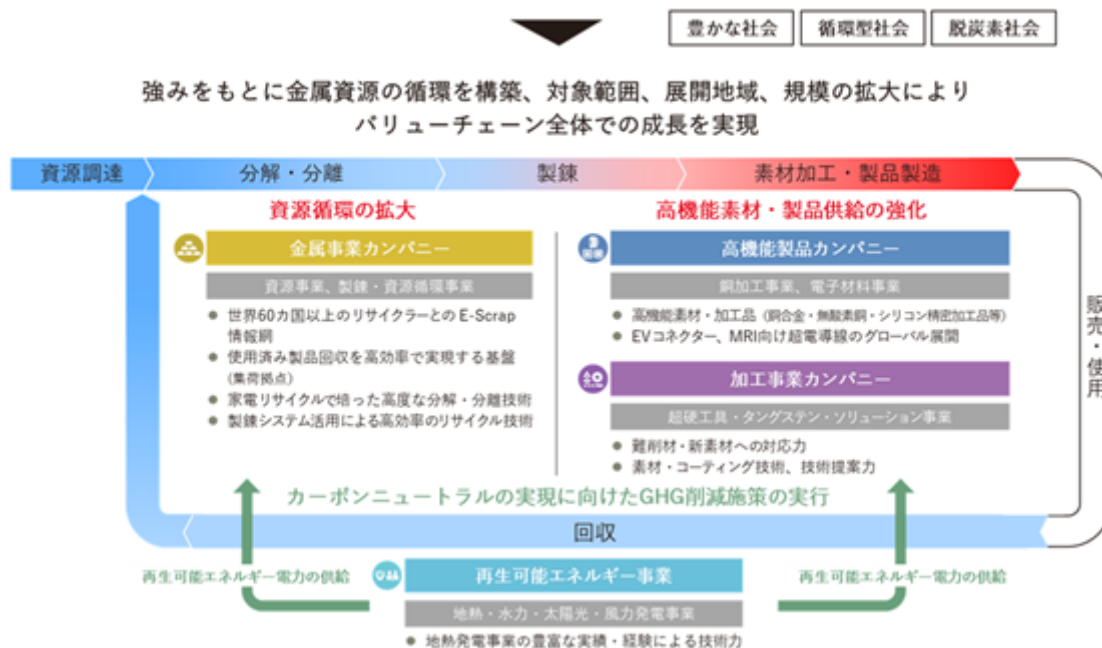 豊かな社会
循環型社会
脱炭素社会
強みをもとに金属資源の循環を構築、対象範囲、展開地域、規模の拡大により
バリューチェーン全体での成長を実現
資源調達
分解・分離
製錬
素材加工・製品製造
資源循環の拡大
金属事業カンパニー
資源事業、製錬・資源循環事業
● 世界60カ国以上のリサイクラーとのE-Scrap
情報網
● 使用済み製品回収を高効率で実現する基盤
(集荷拠点)
● 家電リサイクルで培った高度な分解・分離技術
● 製錬システム活用による高効率のリサイクル技術
高機能素材・製品供給の強化
高機能製品カンパニー
銅加工事業、電子材料事業
● 高機能素材・加工品（銅合金・無酸素銅・シリコン精密加工品等）
● EVコネクター、MRI向け超電導線のグローバル展開
加工事業カンパニー
超硬工具・タングステン・ソリューション事業
● 難削材・新素材への対応力
● 素材・コーティング技術、技術提案力
販売・使用
カーボンニュートラルの実現に向けたGHG削減施策の実行
回収
再生可能エネルギー電力の供給
再生可能エネルギー事業
再生可能エネルギー電力の供給
地熱・水力・太陽光・風力発電事業
● 地熱発電事業の豊富な実績・経験による技術力